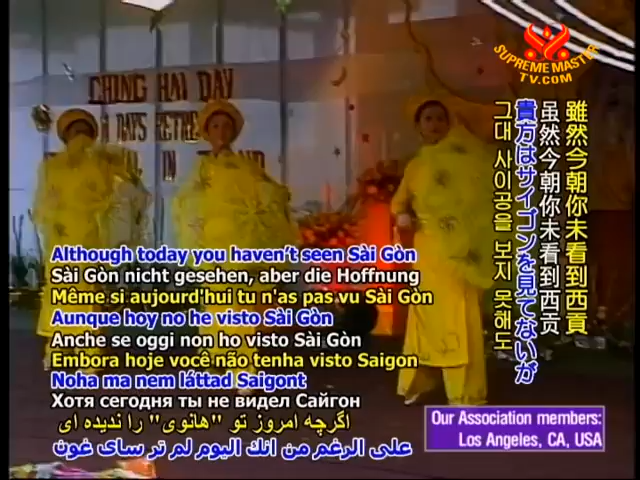 SUPREME MASTER
TV.COM
CHING HAI DAY
DAYS RETRE
IN
雖然今朝你未看到西貢
虽然今朝你未看到西贡
貴方はサイゴンを見てないが
그대 사이공을 보지 못해도
Although today you haven't seen Sài Gòn
Sài Gòn nicht gesehen, aber die Hoffnung
Même si aujourd'hui tu n'as pas vu Sài Gòn
Aunque hoy no he visto Sài Gòn
Anche se oggi non ho visto Sài Gòn
Embora hoje você não tenha visto Saigon
Noha ma nem láttad Saigont
Хотя сегодня ты не видел Сайгон
اگرچه امروز تو "هانوی" را ندیده ای
على الرغم من انك اليوم لم تر ساى غون
Our Association members:
Los Angeles, CA, USA